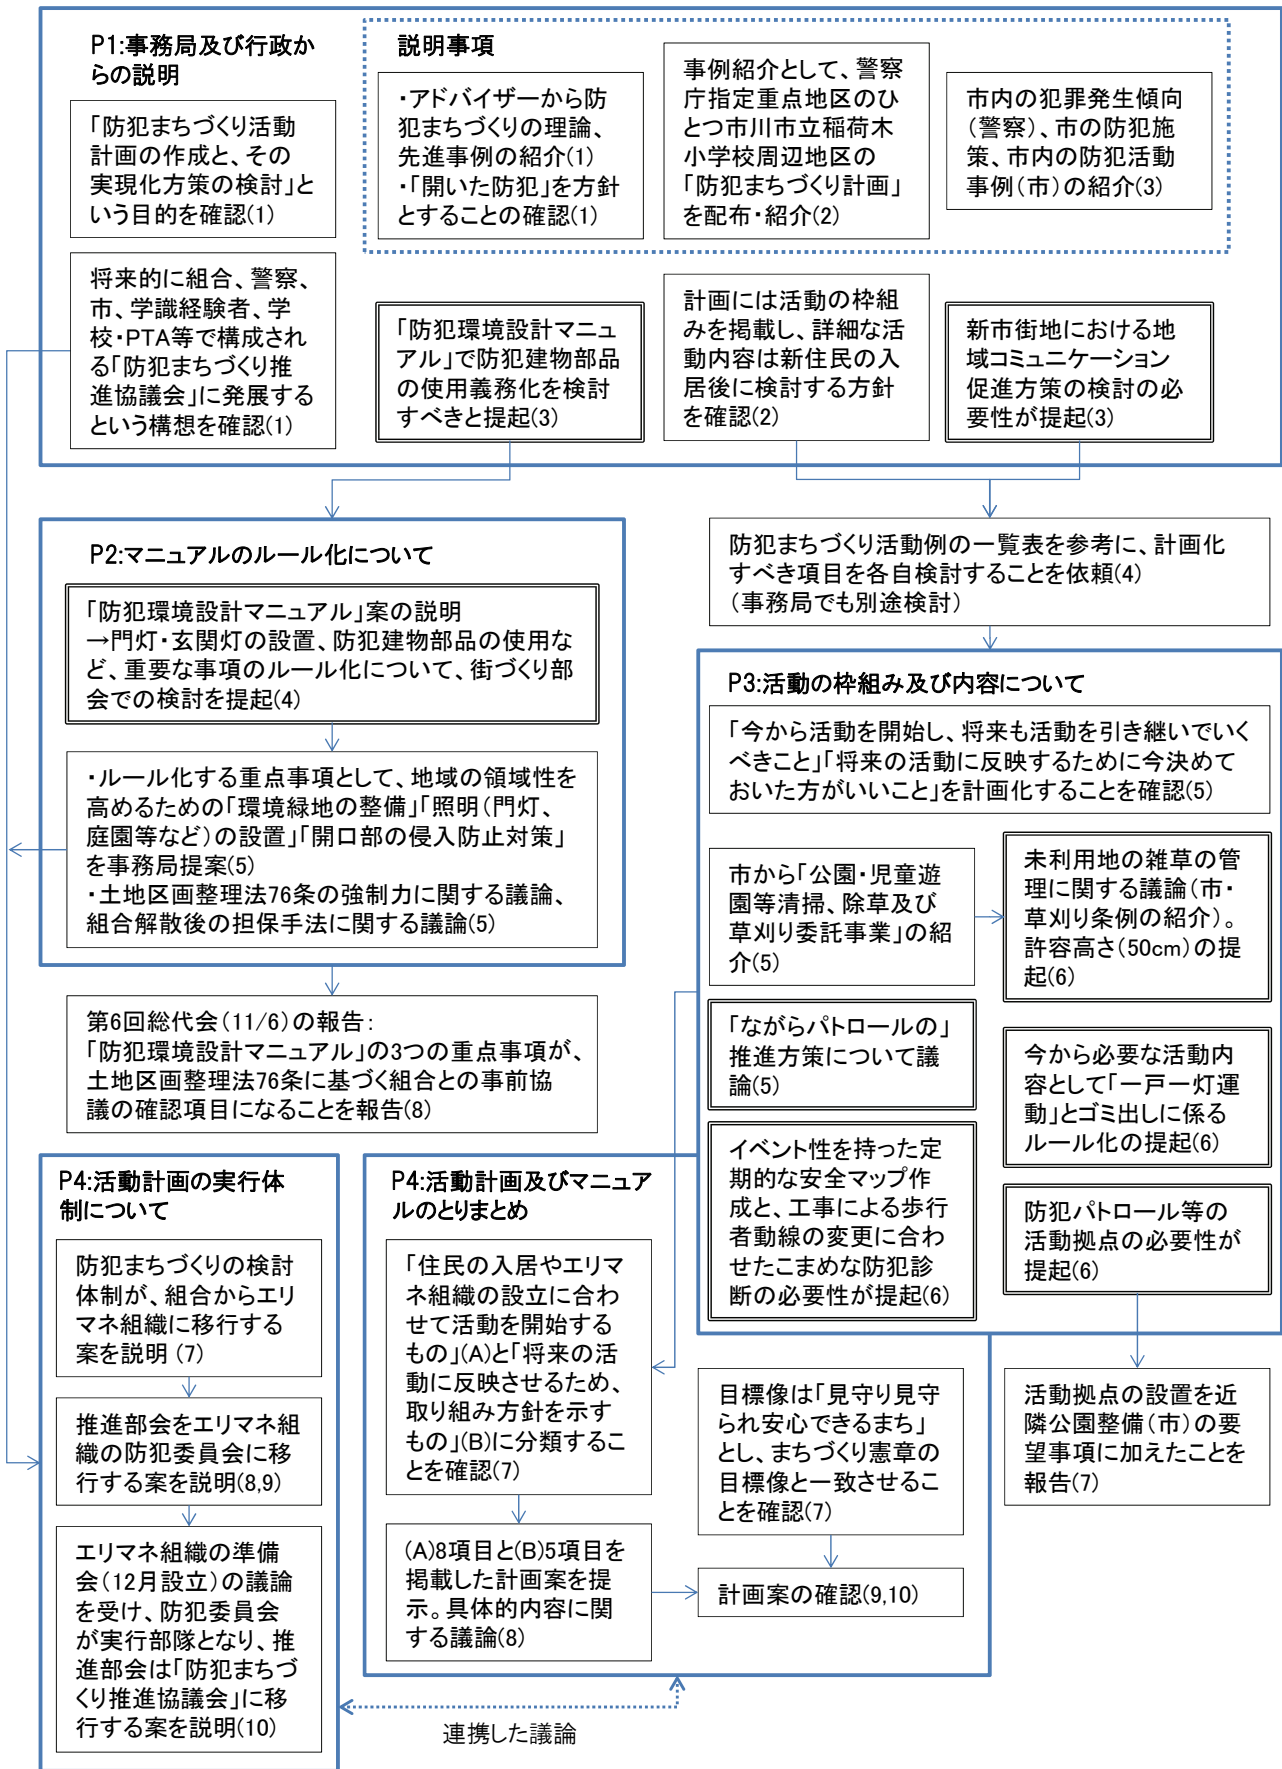 P1:事務局及び行政か
らの説明
「防犯まちづくり活動
計画の作成と、その
実現化方策の検討」と
いう目的を確認(1)
将来的に組合、警察、
市、学識経験者、学
校・PTA等で構成され
る「防犯まちづくり推
進協議会」に発展する
という構想を確認(1)
説明事項
・アドバイザーから防
犯まちづくりの理論、
先進事例の紹介(1)
・「開いた防犯」を方針
とすることの確認(1)
事例紹介として、警察
庁指定重点地区のひ
とつ市川市立稲荷木
小学校周辺地区の
「防犯まちづくり計画」
を配布・紹介(2)
市内の犯罪発生傾向
(警察)、市の防犯施
策、市内の防犯活動
事例(市)の紹介(3)
「防犯環境設計マニュ
アル」で防犯建物部品
の使用義務化を検討
すべきと提起(3)
計画には活動の枠組
みを掲載し、詳細な活
動内容は新住民の入
居後に検討する方針
を確認(2)
新市街地における地
域コミュニケーション
促進方策の検討の必
要性が提起(3)
P2:マニュアルのルール化について
「防犯環境設計マニュアル」案の説明
→門灯・玄関灯の設置、防犯建物部品の使用な
ど、重要な事項のルール化について、街づくり部
会での検討を提起(4)
・ルール化する重点事項として、地域の領域性を
高めるための「環境緑地の整備」「照明(門灯、
庭園等など)の設置」「開口部の侵入防止対策」
を事務局提案(5)
・土地区画整理法76条の強制力に関する議論、
組合解散後の担保手法に関する議論(5)
第6回総代会(11/6)の報告:
「防犯環境設計マニュアル」の3つの重点事項が、
土地区画整理法76条に基づく組合との事前協
議の確認項目になることを報告(8)
防犯まちづくり活動例の一覧表を参考に、計画化
すべき項目を各自検討することを依頼(4)
(事務局でも別途検討)
P3:活動の枠組み及び内容について
「今から活動を開始し、将来も活動を引き継いでいく
べきこと」「将来の活動に反映するために今決めて
おいた方がいいこと」を計画化することを確認(5)
市から「公園・児童遊
園等清掃、除草及び
草刈り委託事業」の紹
介(5)
未利用地の雑草の管
理に関する議論(市・
草刈り条例の紹介)。
許容高さ(50cm)の提
起(6)
「ながらパトロールの」
推進方策について議
論(5)
今から必要な活動内
容として「一戸一灯運
動」とゴミ出しに係る
ルール化の提起(6)
イベント性を持った定
期的な安全マップ作
成と、工事による歩行
者動線の変更に合わ
せたこまめな防犯診
断の必要性が提起(6)
防犯パトロール等の
活動拠点の必要性が
提起(6)
活動拠点の設置を近
隣公園整備(市)の要
望事項に加えたことを
報告(7)
P4:活動計画の実行体
制について
防犯まちづくりの検討
体制が、組合からエリ
マネ組織に移行する
案を説明 (7)
推進部会をエリマネ組
織の防犯委員会に移
行する案を説明(8,9)
エリマネ組織の準備
会(12月設立)の議論
を受け、防犯委員会
が実行部隊となり、推
進部会は「防犯まちづ
くり推進協議会」に移
行する案を説明(10)
P4:活動計画及びマニュア
ルのとりまとめ
「住民の入居やエリマ
ネ組織の設立に合わ
せて活動を開始する
もの」(A)と「将来の活
動に反映させるため、
取り組み方針を示す
もの」(B)に分類するこ
とを確認(7)
(A)8項目と(B)5項目を
掲載した計画案を提
示。具体的内容に関
する議論(8)
目標像は「見守り見守
られ安心できるまち」
とし、まちづくり憲章の
目標像と一致させるこ
とを確認(7)
計画案の確認(9,10)
連携した議論